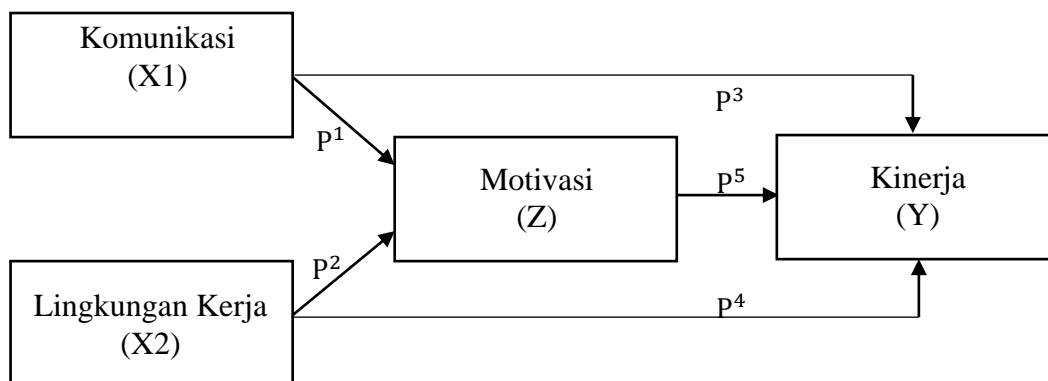 Komunikasi
(X1)
P³
P¹
Motivasi
(Z)
P⁵
Kinerja
(Y)
P²
Lingkungan Kerja
(X2)
P⁴